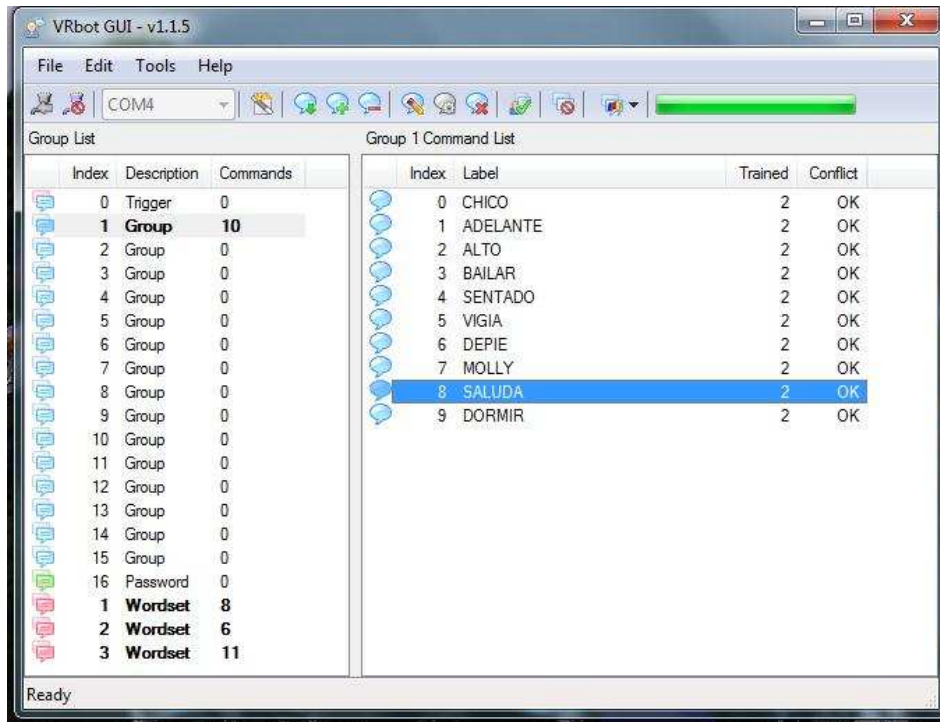 VRbot GUI - v1.1.5
File Edit Tools Help
COM4
Group List
Index Description Commands
0 Trigger 0
1 Group 10
2 Group 0
3 Group 0
4 Group 0
5 Group 0
6 Group 0
7 Group 0
8 Group 0
9 Group 0
10 Group 0
11 Group 0
12 Group 0
13 Group 0
14 Group 0
15 Group 0
16 Password 0
1 Wordset 8
2 Wordset 6
3 Wordset 11
Group 1 Command List
Index Label Trained Conflict
0 CHICO 2 OK
1 ADELANTE 2 OK
2 ALTO 2 OK
3 BAILAR 2 OK
4 SENTADO 2 OK
5 VIGIA 2 OK
6 DEPIE 2 OK
7 MOLLY 2 OK
8 SALUDA 2 OK
9 DORMIR 2 OK
Ready